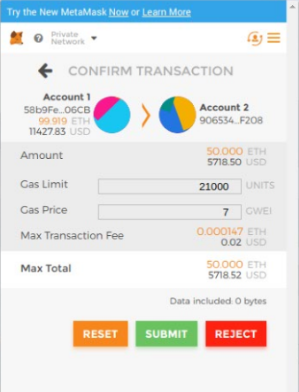 Try the New MetaMask Now or Learn More
Private
Network
CONFIRM TRANSACTION
Account 1
58b9Fe...06CB
99.919 ETH
11427.83 USD
Account 2
906534...F208
Amount
50.000 ETH
5718.50 USD
Gas Limit
21000 UNITS
Gas Price
7 GWEI
Max Transaction Fee
0.000147 ETH
0.02 USD
Max Total
50.000 ETH
5718.52 USD
Data included: 0 bytes
RESET SUBMIT REJECT